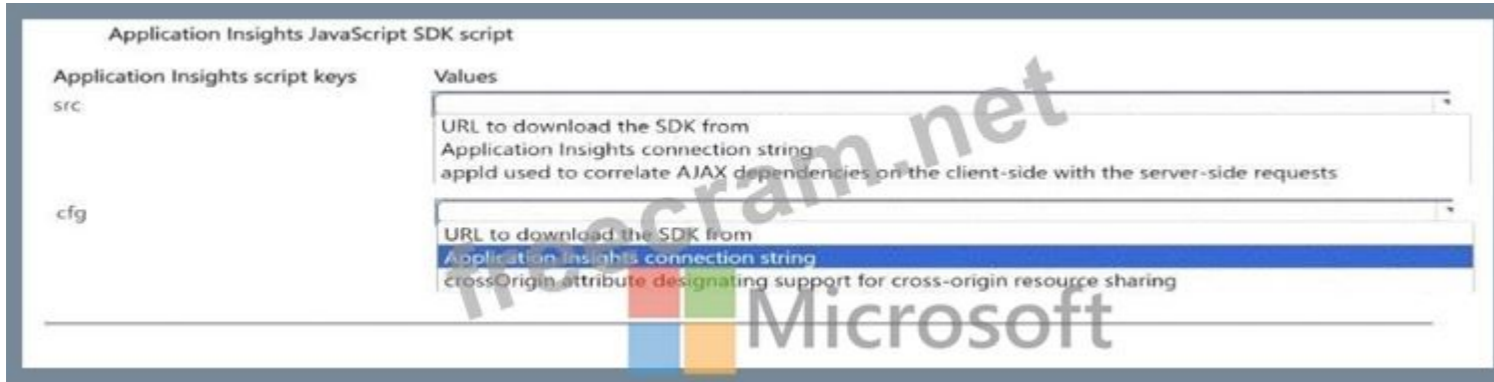 Application Insights JavaScript SDK script
Application Insights script keys Values
src
URL to download the SDK from
Application Insights connection string
appId used to correlate AJAX dependencies on the client-side with the server-side requests
cfg
URL to download the SDK from
Application Insights connection string
crossOrigin attribute designating support for cross-origin resource sharing
freecram.net
Microsoft